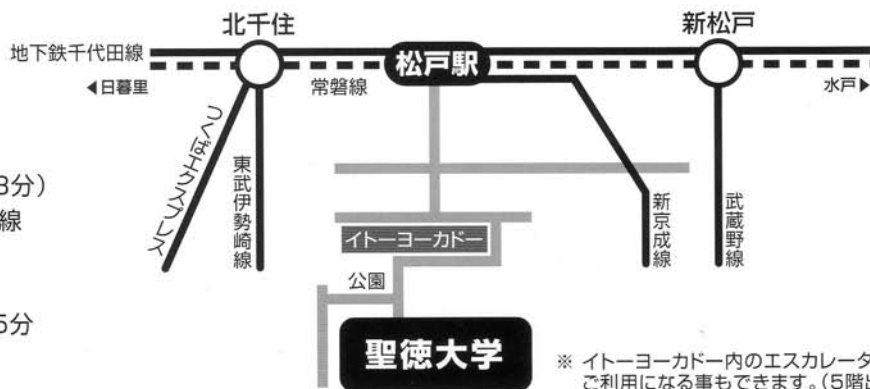 北千住
新松戸
地下鉄千代田線
松戸駅
◀日暮里
常磐線
水戸▶
つくばエクスプレス
東武伊勢崎線
新京成線
武蔵野線
3分）
線
イトーヨーカドー
公園
5分
聖徳大学
※ イトーヨーカドー内のエスカレータ
ご利用になる事もできます。（5階